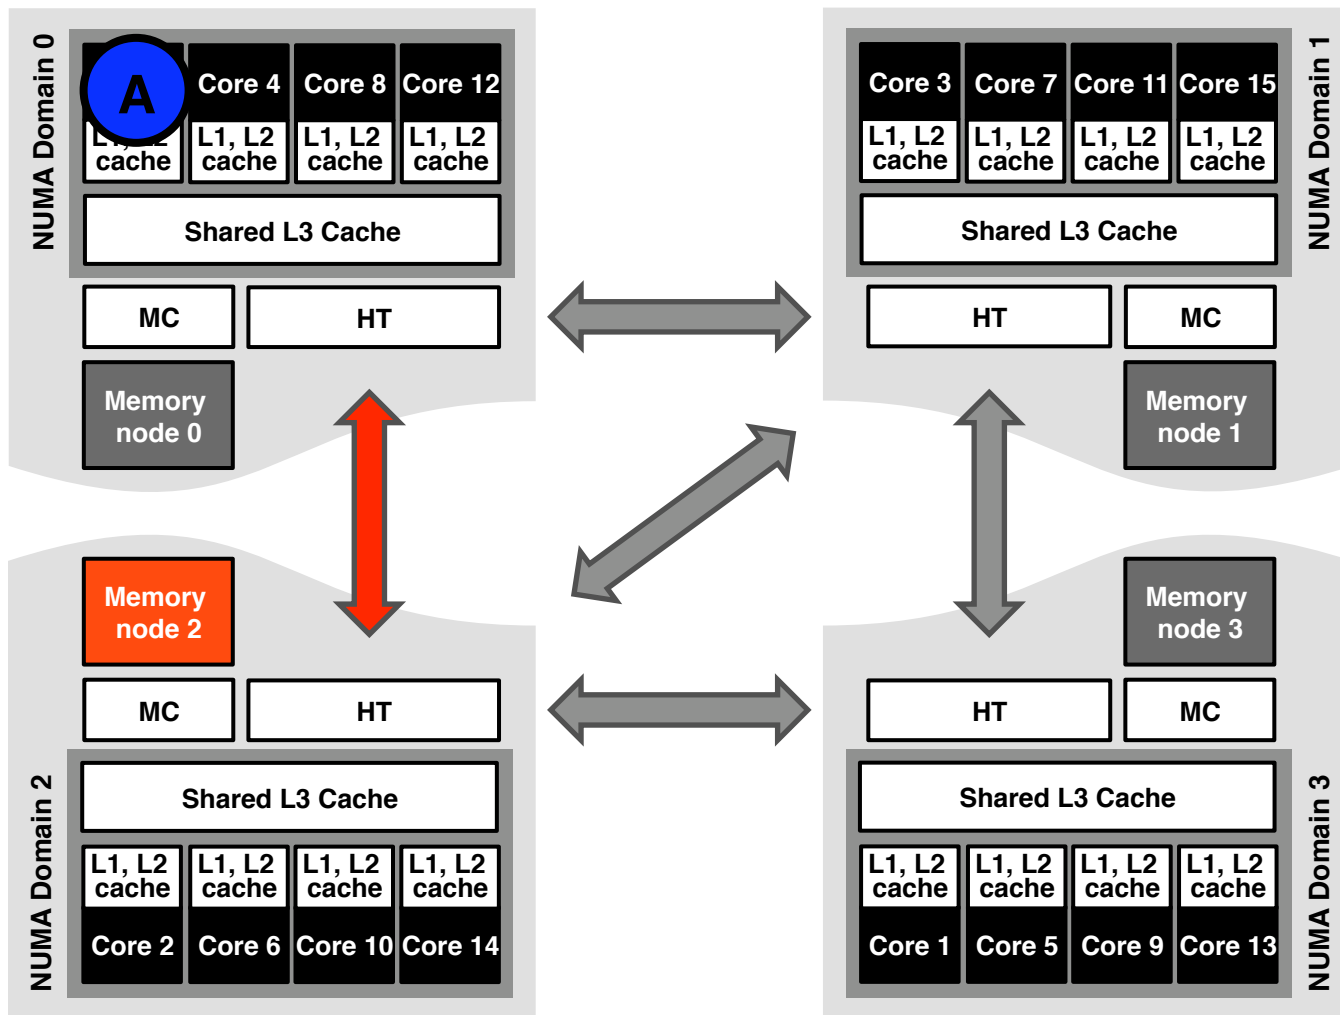 NUMA Domain 0
A
Core 4
Core 8
Core 12
L1, L2
cache
L1, L2
cache
L1, L2
cache
L1, L2
cache
Shared L3 Cache
MC
HT
Memory
node 0
NUMA Domain 1
Core 3
Core 7
Core 11
Core 15
L1, L2
cache
L1, L2
cache
L1, L2
cache
L1, L2
cache
Shared L3 Cache
HT
MC
Memory
node 1
Memory
node 2
MC
HT
NUMA Domain 2
Shared L3 Cache
L1, L2
cache
L1, L2
cache
L1, L2
cache
L1, L2
cache
Core 2
Core 6
Core 10
Core 14
Memory
node 3
HT
MC
NUMA Domain 3
Shared L3 Cache
L1, L2
cache
L1, L2
cache
L1, L2
cache
L1, L2
cache
Core 1
Core 5
Core 9
Core 13